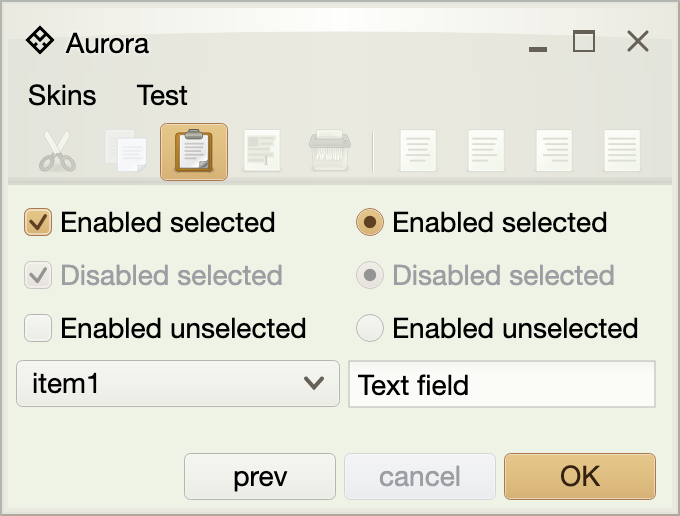 Aurora
Skins Test
Enabled selected Enabled selected
Disabled selected Disabled selected
Enabled unselected Enabled unselected
item1 Text field
prev cancel OK